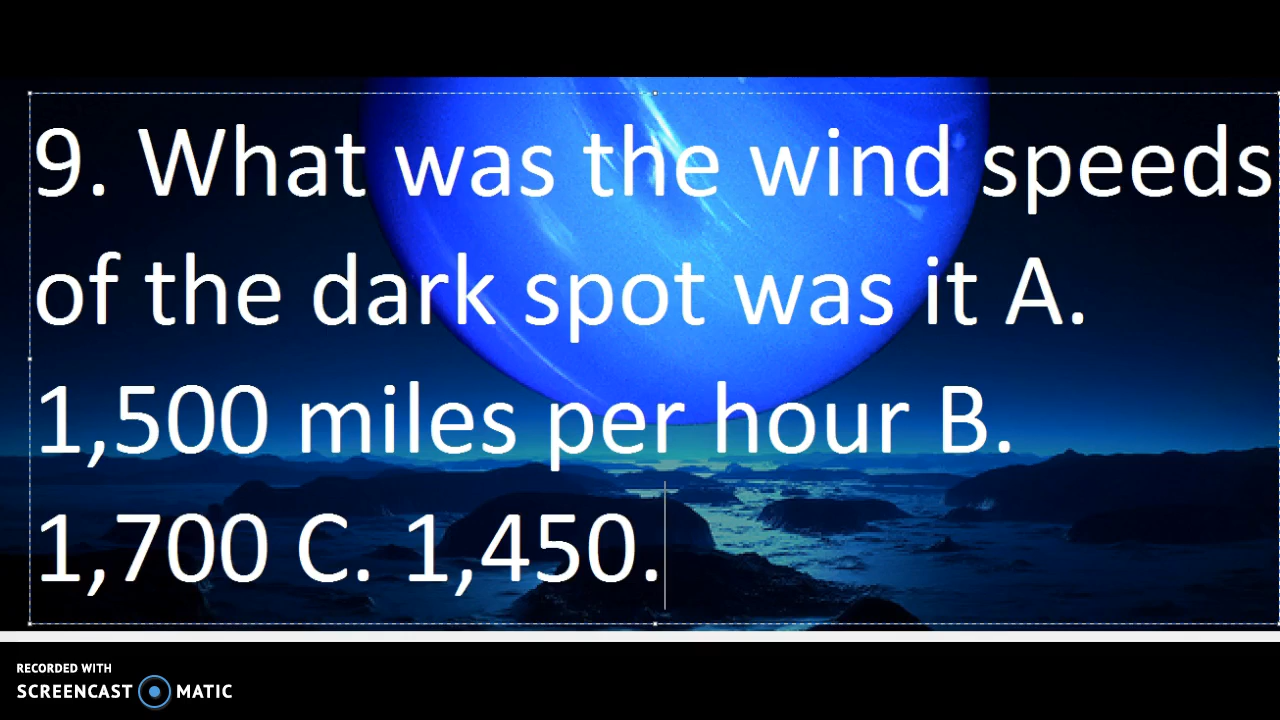 9. What was the wind speeds
of the dark spot was it A.
1,500 miles per hour B.
1,700 C. 1,450.
RECORDED WITH
SCREENCAST MATIC